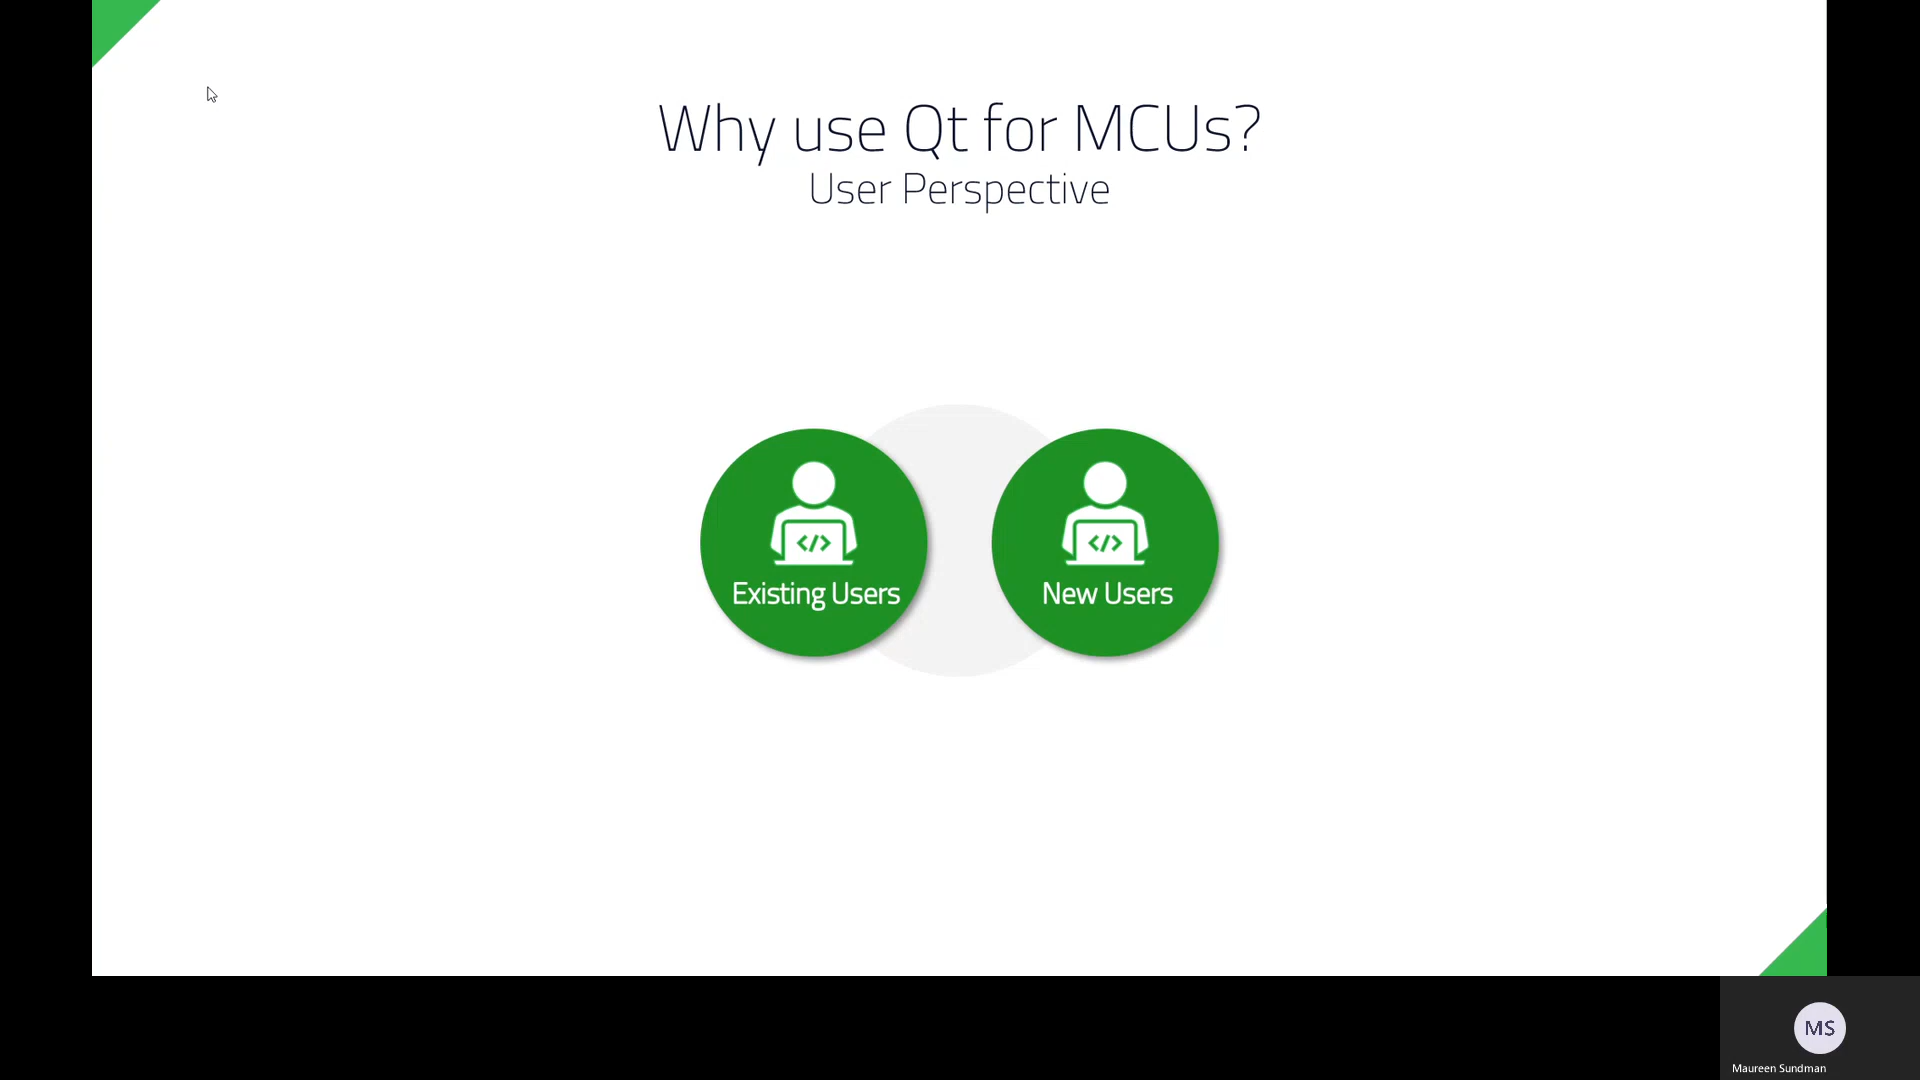 Why use Qt for MCUs?
User Perspective
</>
</>
Existing Users
New Users
MS
Maureen Sundman